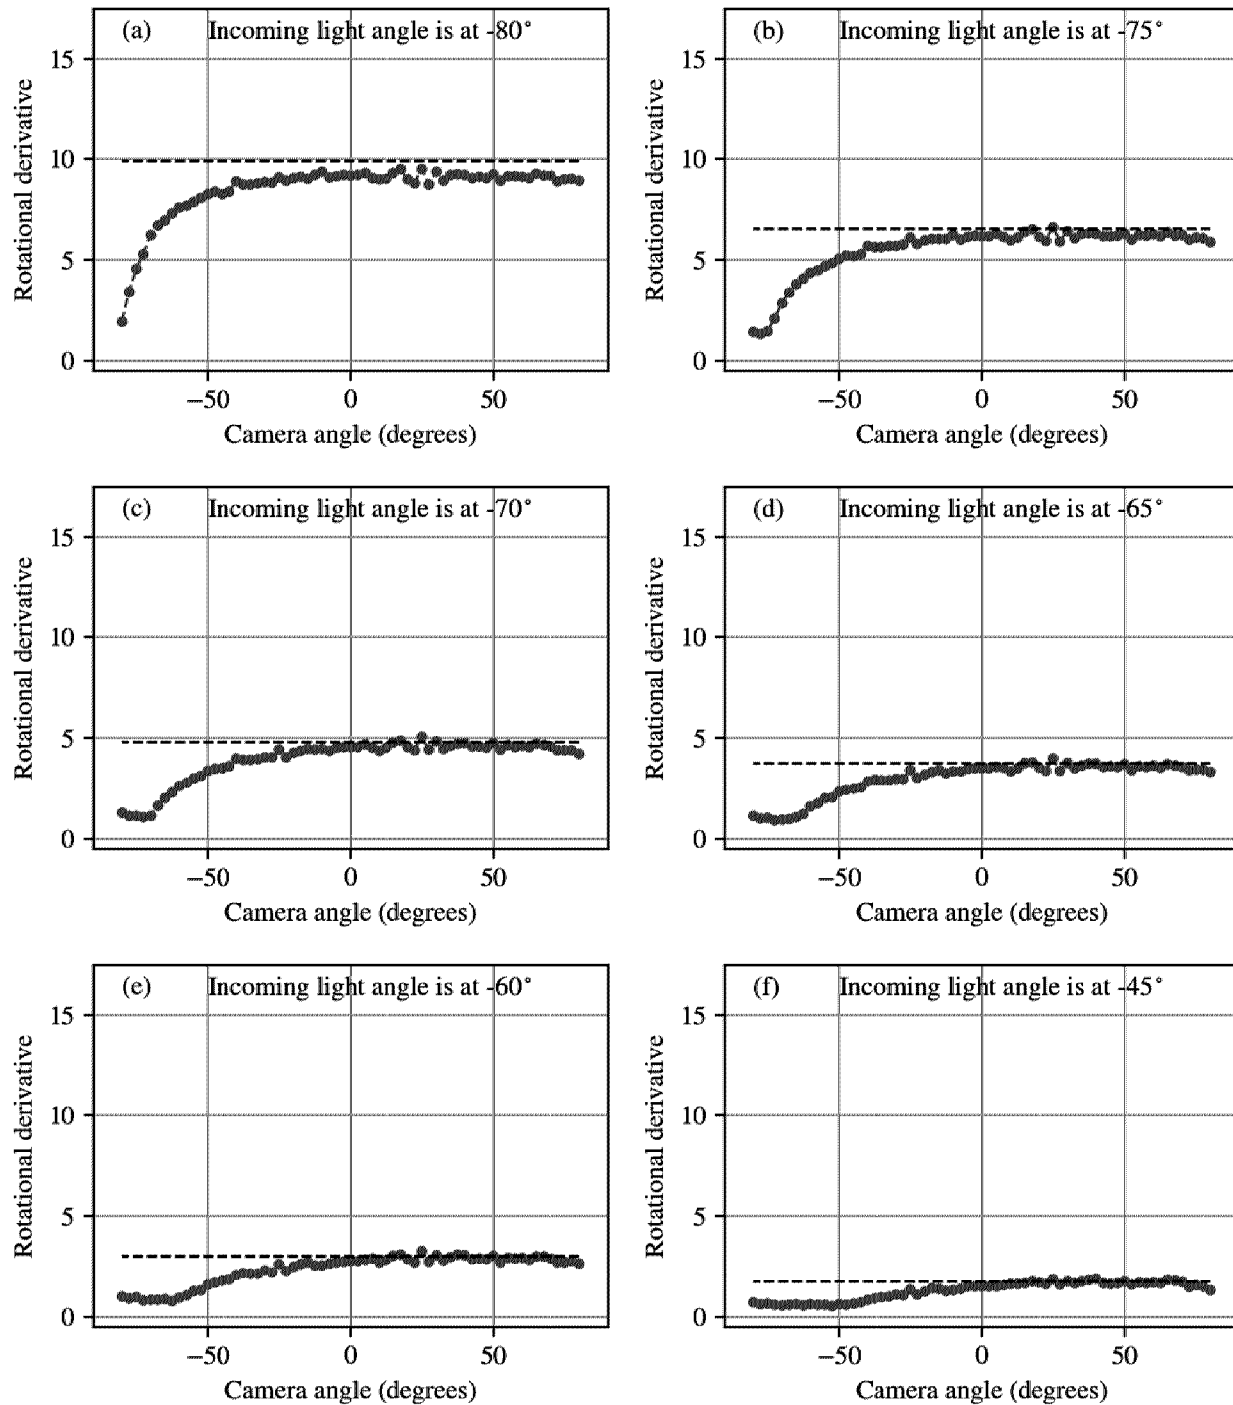 (a) Incoming light angle is at -80°
Rotational derivative
15
10
5
0
−50 0 50
Camera angle (degrees)
(b) Incoming light angle is at -75°
Rotational derivative
15
10
5
0
−50 0 50
Camera angle (degrees)
(c) Incoming light angle is at -70°
Rotational derivative
15
10
5
0
−50 0 50
Camera angle (degrees)
(d) Incoming light angle is at -65°
Rotational derivative
15
10
5
0
−50 0 50
Camera angle (degrees)
(e) Incoming light angle is at -60°
Rotational derivative
15
10
5
0
−50 0 50
Camera angle (degrees)
(f) Incoming light angle is at -45°
Rotational derivative
15
10
5
0
−50 0 50
Camera angle (degrees)